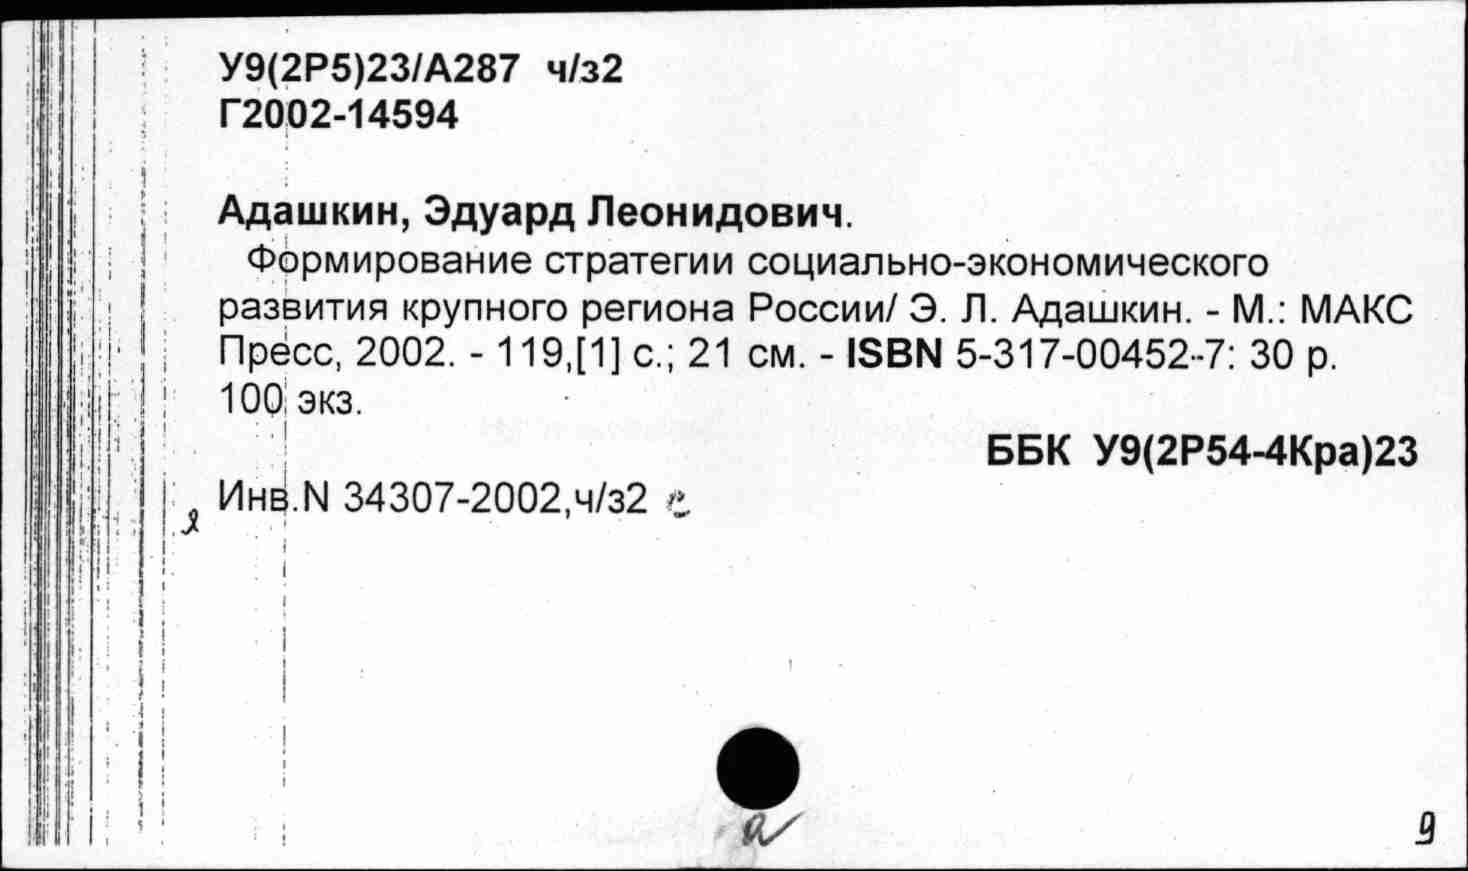 У9(2Р5)23/А287 ч/з2
Г2002-14594
Адашкин, Эдуард Леонидович.
Формирование стратегии социально-экономического
развития крупного региона России/ Э. Л. Адашкин. - М.: МАКС
Пресс, 2002. - 119,[1] с.; 21 см. - ISBN 5-317-00452-7: 30 р.
100 экз.
ББК У9(2Р54-4Кра)23
Инв.N 34307-2002,ч/з2
а
9